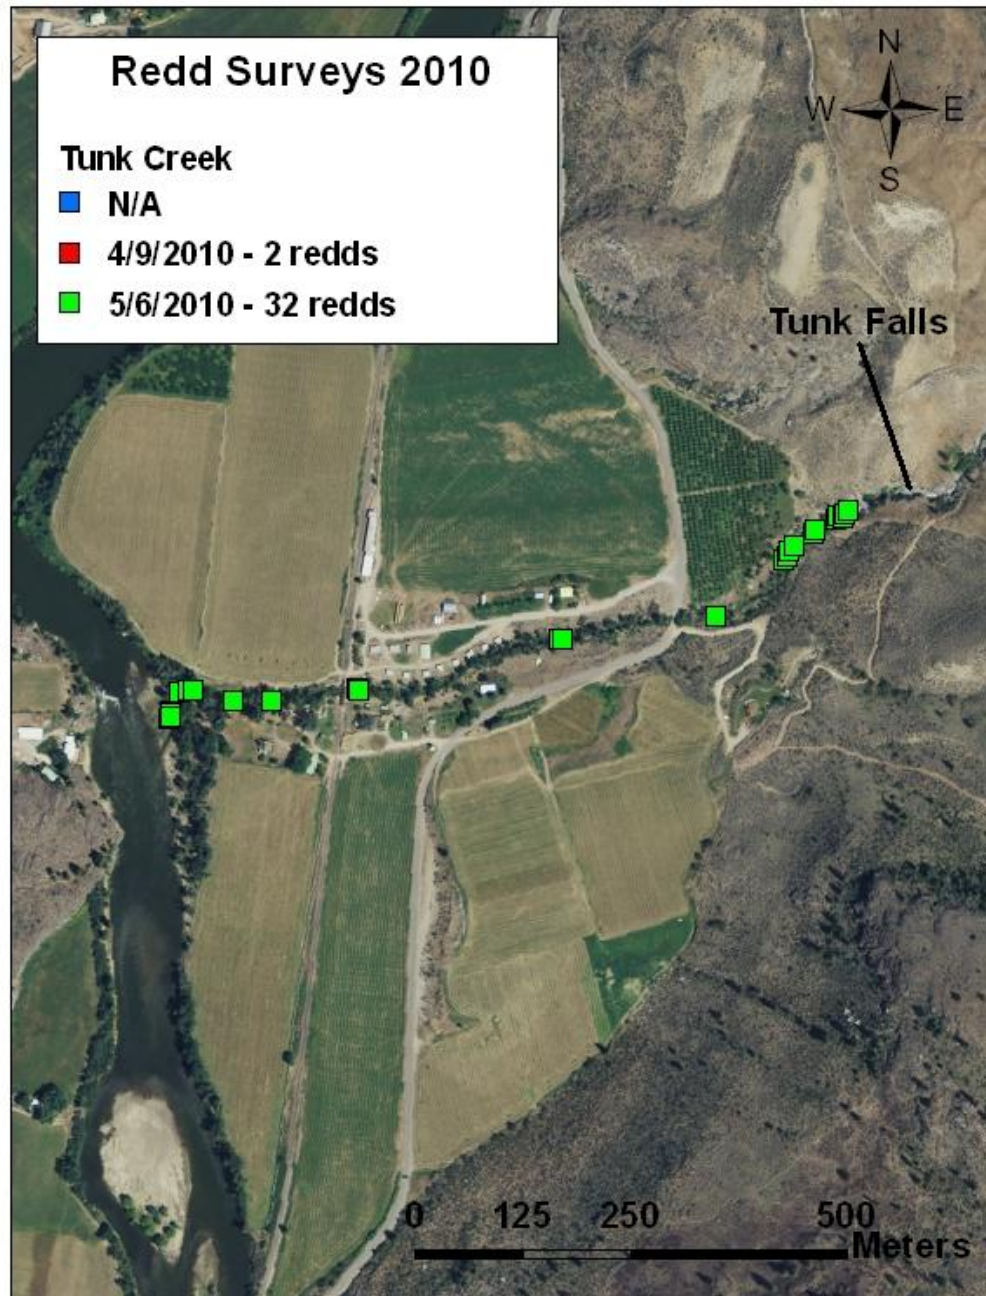 Redd Surveys 2010
Tunk Creek
N/A
4/9/2010 - 2 redds
5/6/2010 - 32 redds
N
W E
S
Tunk Falls
0 125 250 500
Meters